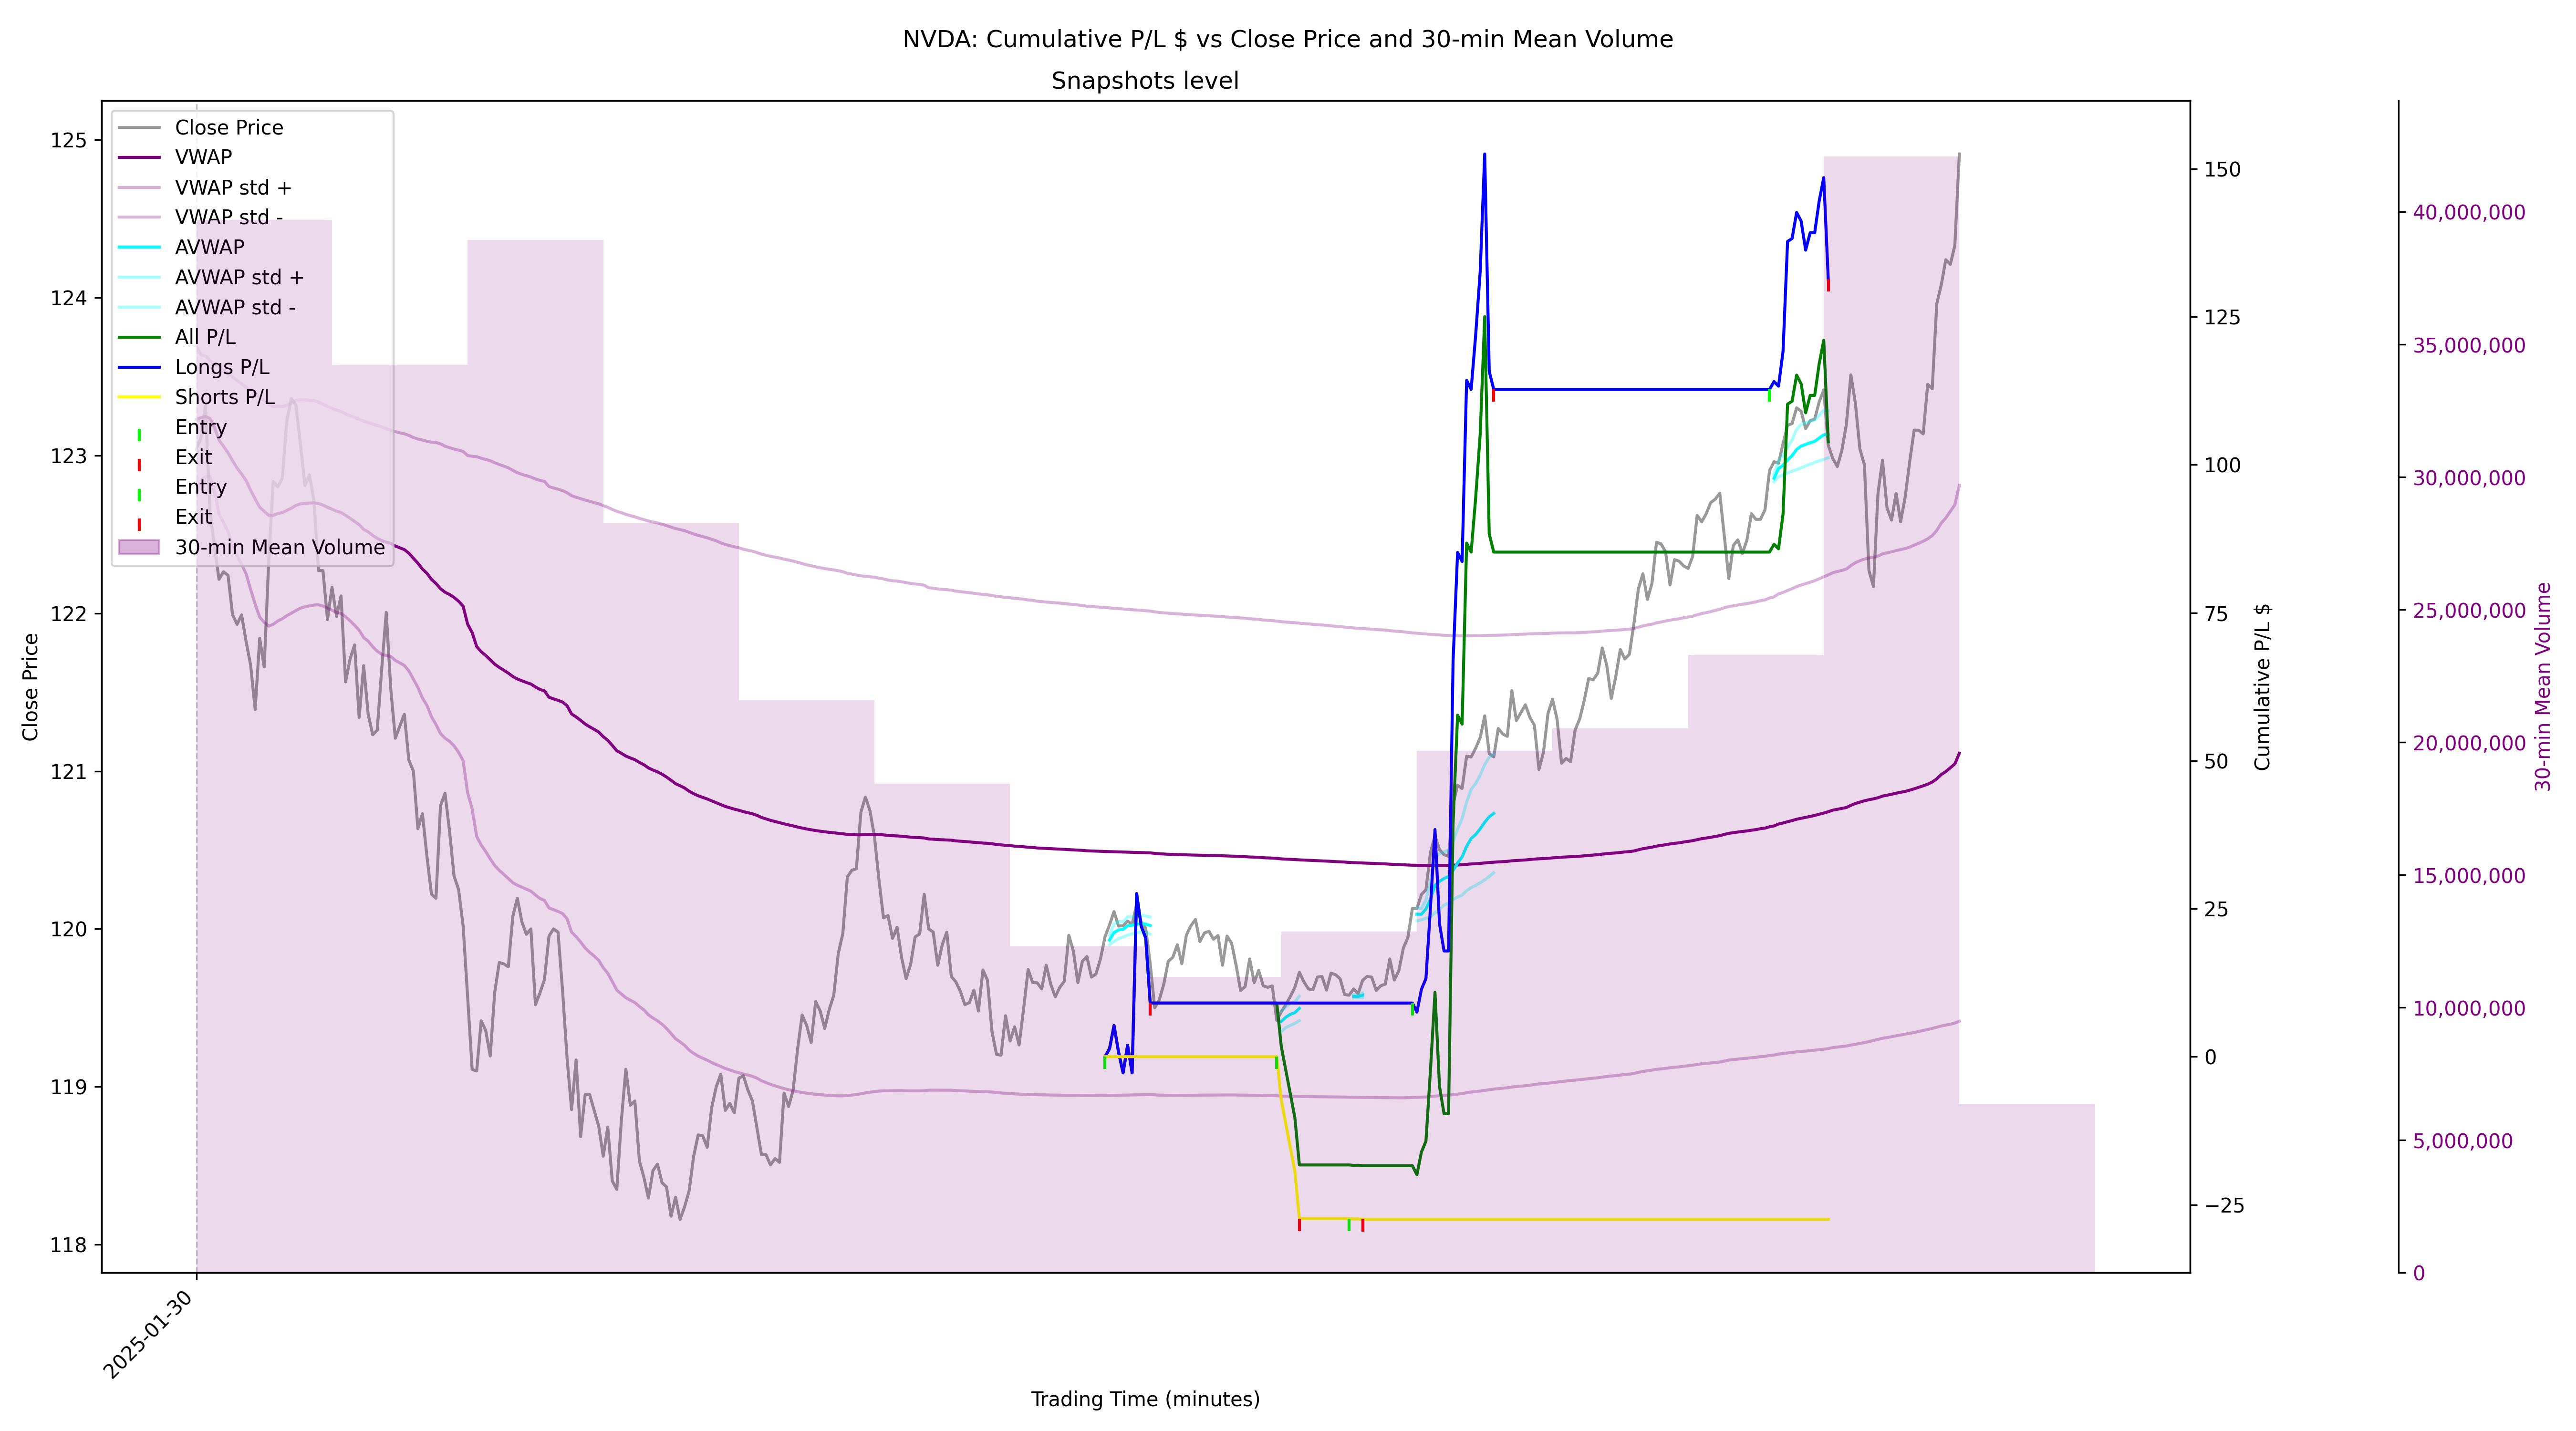 NVDA: Cumulative P/L $ vs Close Price and 30-min Mean Volume
Snapshots level
Close Price
VWAP
VWAP std +
VWAP std -
AVWAP
AVWAP std +
AVWAP std -
All P/L
Longs P/L
Shorts P/L
Entry
Exit
Entry
Exit
30-min Mean Volume
125
124
123
122
121
120
119
118
Close Price
150
125
100
75
50
25
0
−25
Cumulative P/L $
40,000,000
35,000,000
30,000,000
25,000,000
20,000,000
15,000,000
10,000,000
5,000,000
0
30-min Mean Volume
2025-01-30
Trading Time (minutes)